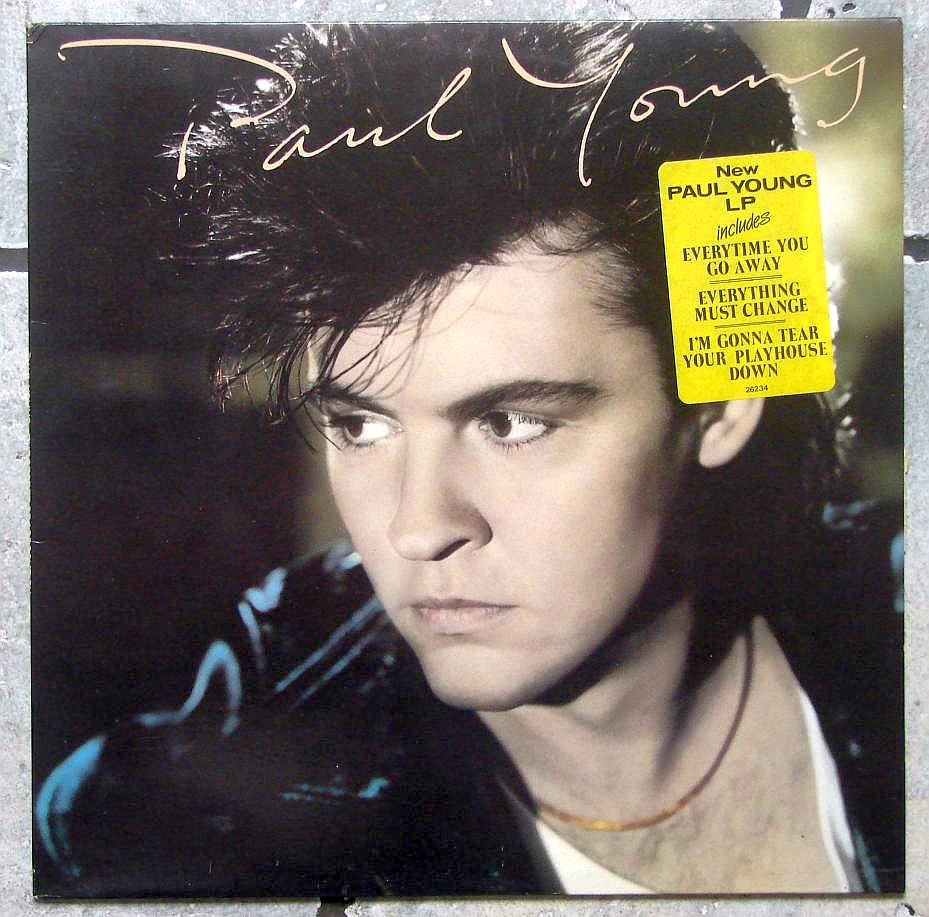 Paul Young
New
PAUL YOUNG
LP
includes
EVERYTIME YOU
GO AWAY
EVERYTHING
MUST CHANGE
I'M GONNA TEAR
YOUR PLAYHOUSE
DOWN
26234